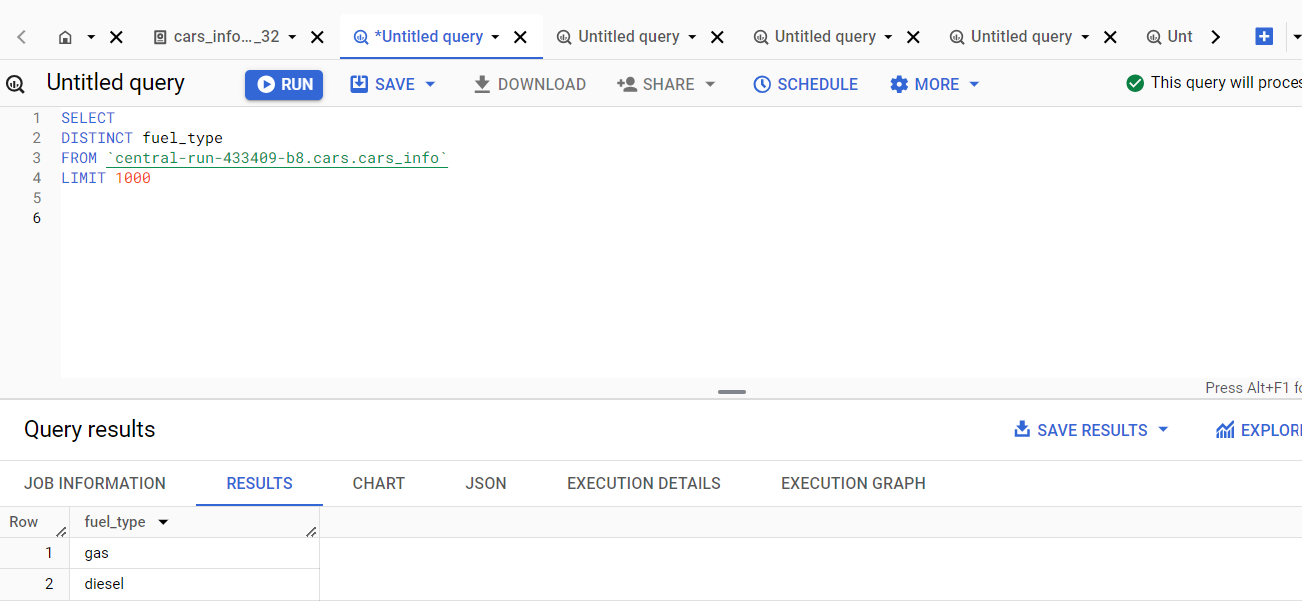 cars_info..._32 *Untitled query Untitled query Untitled query Untitled query Unt
Untitled query RUN SAVE DOWNLOAD SHARE SCHEDULE MORE This query will proces
1 SELECT
2 DISTINCT fuel_type
3 FROM `central-run-433409-b8.cars.cars_info`
4 LIMIT 1000
5
6
Press Alt+F1 fo
Query results SAVE RESULTS EXPLOR
JOB INFORMATION RESULTS CHART JSON EXECUTION DETAILS EXECUTION GRAPH
Row fuel_type
1 gas
2 diesel